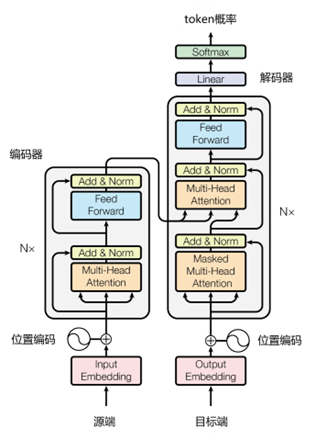 token概率
Softmax
Linear
解码器
Add & Norm
Feed
Forward
Add & Norm
Multi-Head
Attention
Add & Norm
Masked
Multi-Head
Attention
N×
位置编码
Output
Embedding
目标端
编码器
Add & Norm
Feed
Forward
Add & Norm
Multi-Head
Attention
N×
位置编码
Input
Embedding
源端